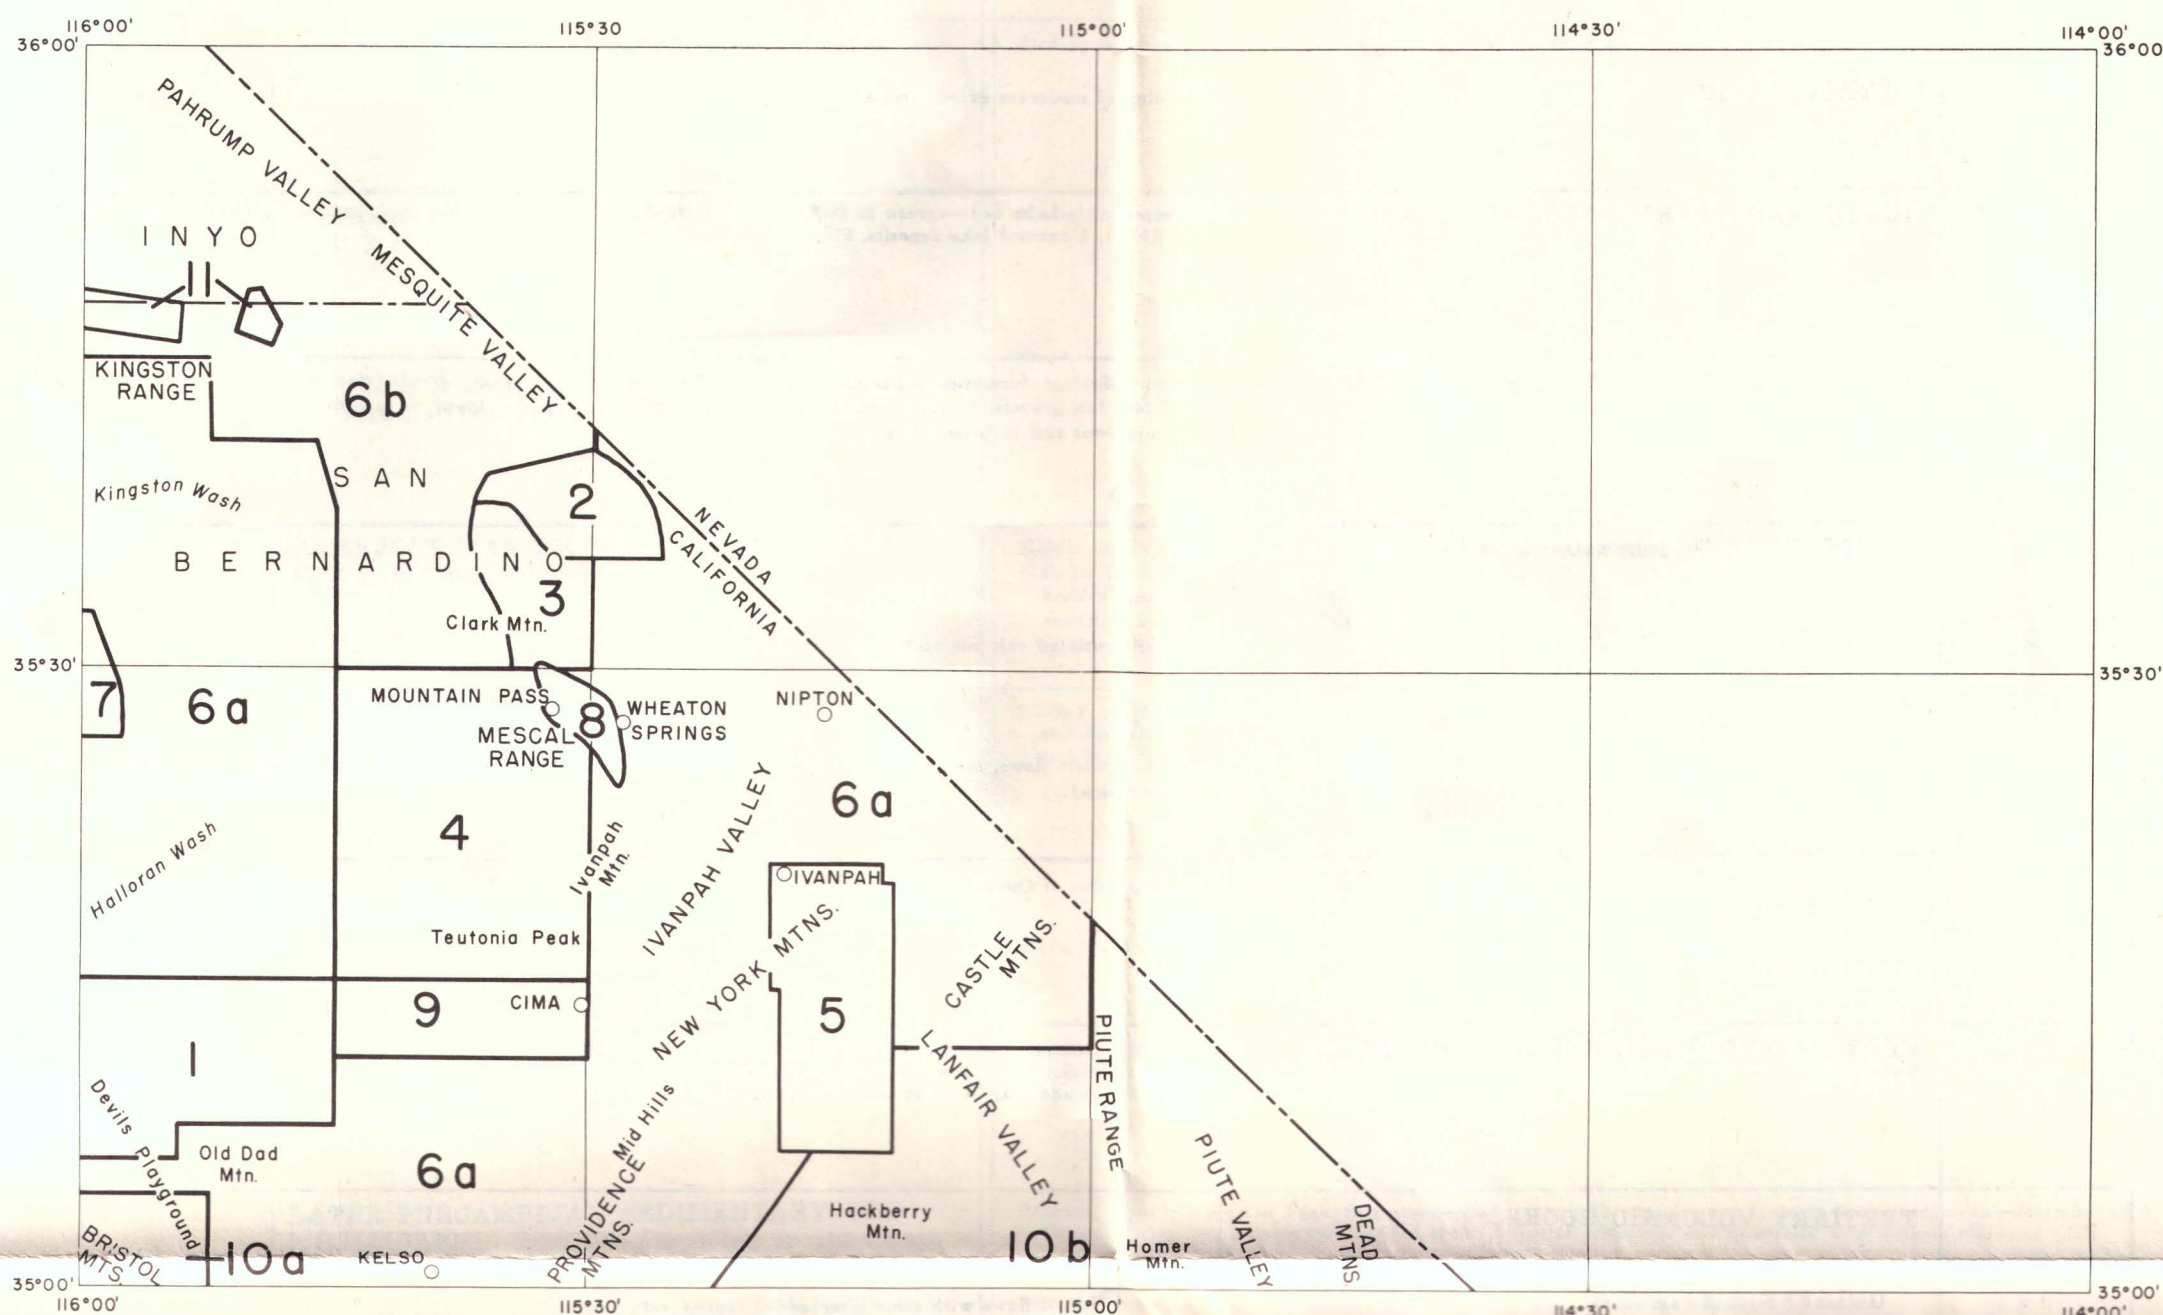 116°00'
115°30
115°00'
114°30'
114°00'
36°00'
36°00'
PAHRUMP VALLEY
INYO
11
MESQUITE VALLEY
KINGSTON
RANGE
6b
SAN
Kingston Wash
2
NEVADA
CALIFORNIA
BERNARDINO
3
Clark Mtn.
35°30'
35°30'
7
6a
MOUNTAIN PASS
8
WHEATON
SPRINGS
NIPTON
MESCAL
RANGE
IVANPAH VALLEY
6a
4
Halloran Wash
Ivanpah
Mtn.
IVANPAH
Teutonia Peak
NEW YORK MTNS.
CASTLE
MTNS.
9
CIMA
5
1
PIUTE RANGE
LANFAIR VALLEY
Devils Playground
Mid Hills
Old Dad
Mtn.
6a
PROVIDENCE
MTNS.
PIUTE VALLEY
Hackberry
Mtn.
DEAD
MTNS.
BRISTOL
MTS.
10a
KELSO
10b
Homer
Mtn.
35°00'
35°00'
116°00'
115°30'
115°00'
114°30'
114°00'